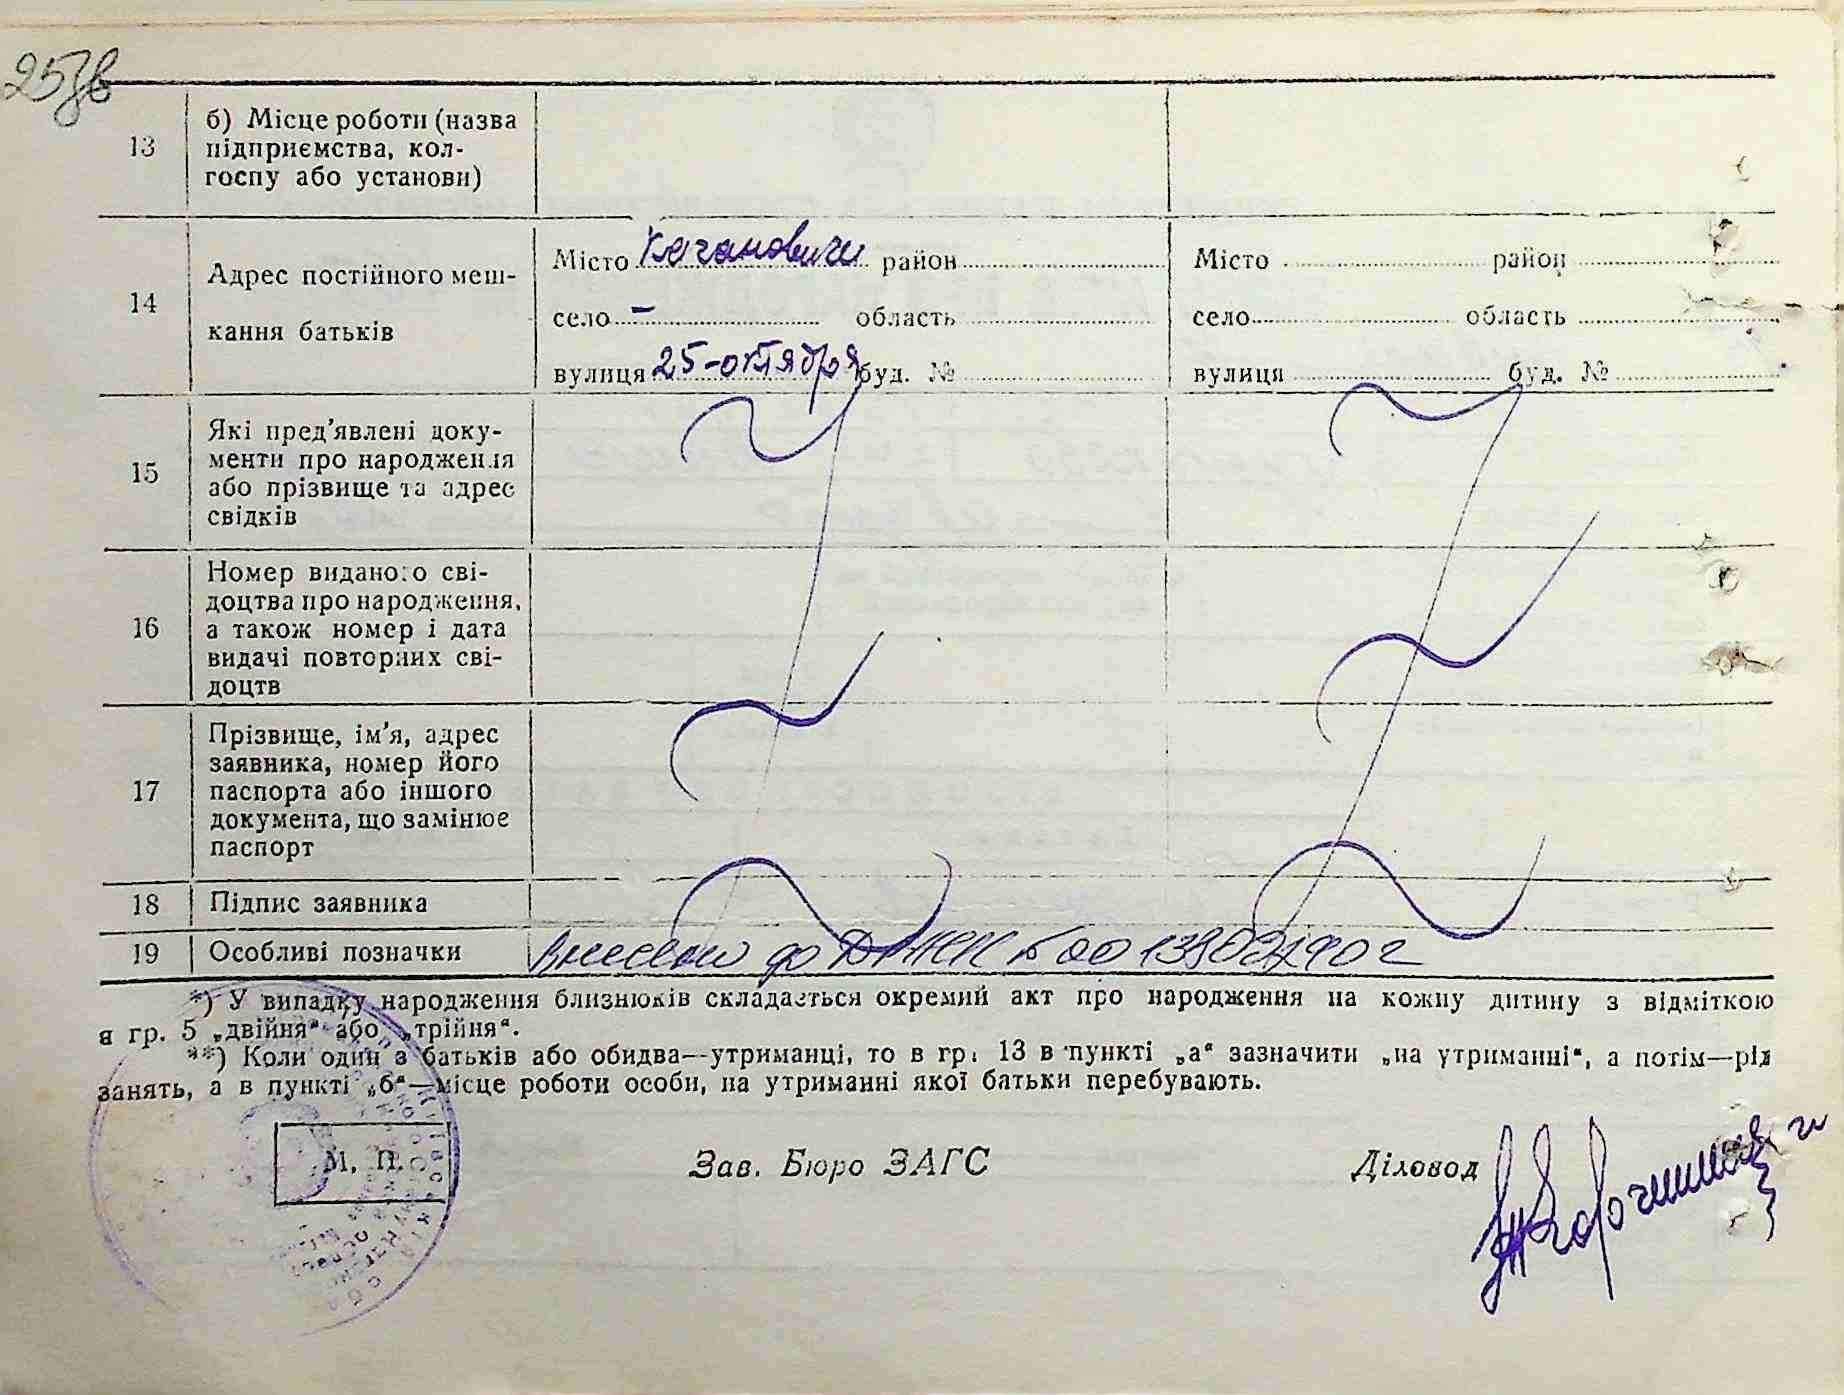 257зв
13
б) Місце роботи (назва
підприємства, кол-
госпу або установи)
14
Адрес постійного меш-
кання батьків
Місто Кагановичи район
село – область
вулиця 25-октября буд. №
Місто район
село область
вулиця буд. №
15
Які пред'явлені доку-
менти про народження
або прізвище та адрес
свідків
16
Номер виданого сві-
доцтва про народження,
а також номер і дата
видачі повторних сві-
доцтв
17
Прізвище, ім'я, адрес
заявника, номер його
паспорта або іншого
документа, що замінює
паспорт
18
Підпис заявника
19
Особливі позначки
Внесено до
*) У випадку народження близнюків складається окремий акт про народження на кожну дитину з відміткою
в гр. 5 „двійня“ або „трійня“.
**) Коли один з батьків або обидва—утриманці, то в гр. 13 в пункті „а“ зазначити „на утриманні“, а потім—рід
занять, а в пункті „б“—місце роботи особи, на утриманні якої батьки перебувають.
М. П.
Зав. Бюро ЗАГС
Діловод